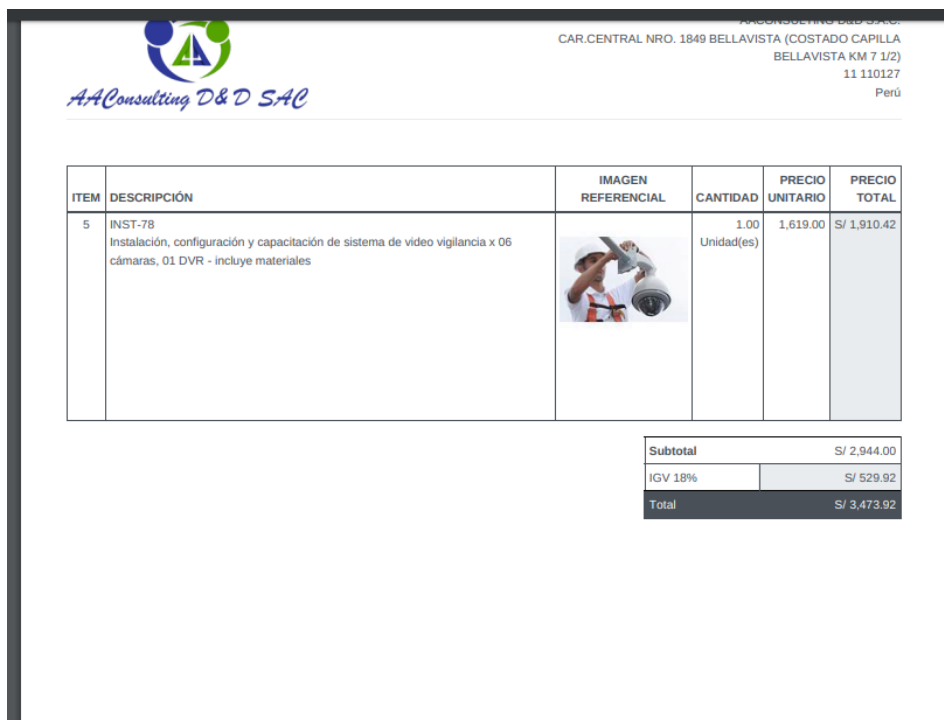 AACONSULTING D&D S.A.C.
CAR.CENTRAL NRO. 1849 BELLAVISTA (COSTADO CAPILLA
BELLAVISTA KM 7 1/2)
11 110127
Perú
AAConsulting D&D SAC
ITEM DESCRIPCIÓN IMAGEN REFERENCIAL CANTIDAD PRECIO UNITARIO PRECIO TOTAL
5 INST-78 1.00 1,619.00 S/ 1,910.42
Instalación, configuración y capacitación de sistema de video vigilancia x 06 Unidad(es)
cámaras, 01 DVR - incluye materiales
Subtotal S/ 2,944.00
IGV 18% S/ 529.92
Total S/ 3,473.92